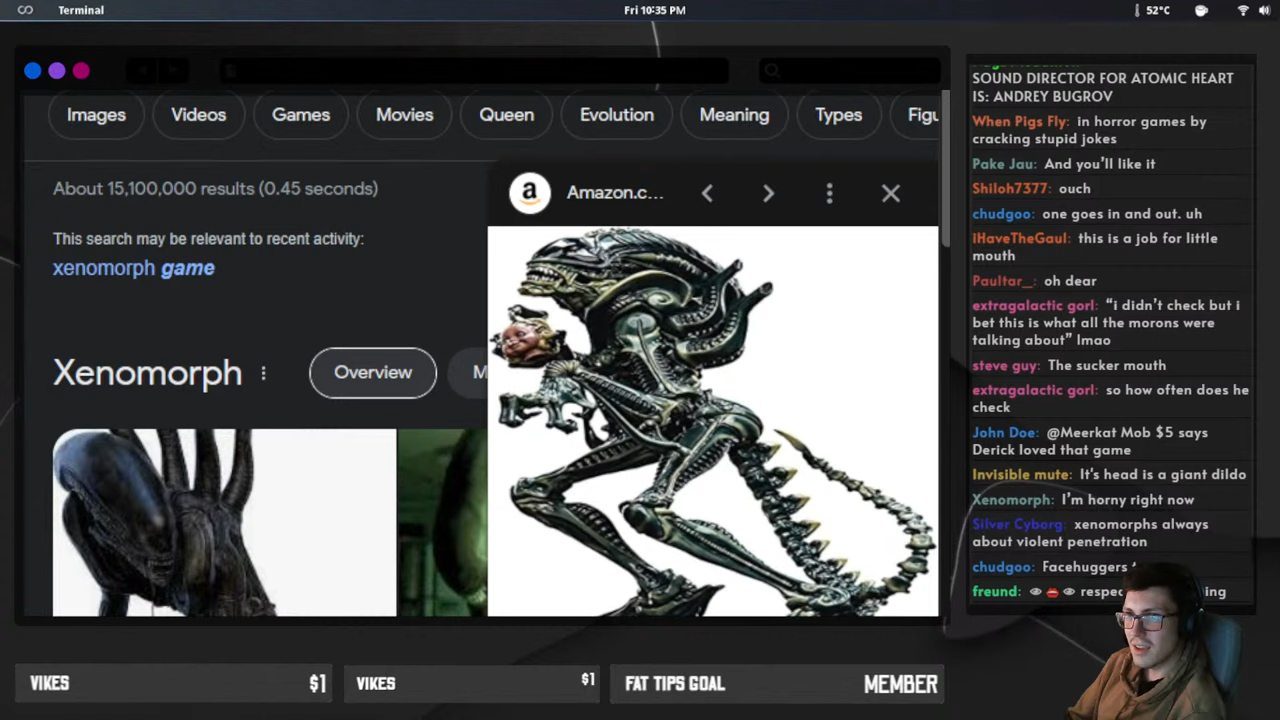 Terminal
Fri 10:35 PM
52°C
Images
Videos
Games
Movies
Queen
Evolution
Meaning
Types
Figu
About 15,100,000 results (0.45 seconds)
This search may be relevant to recent activity:
xenomorph game
Xenomorph
Overview
M
a
Amazon.c...
SOUND DIRECTOR FOR ATOMIC HEART
IS: ANDREY BUGROV
When Pigs Fly: in horror games by
cracking stupid jokes
Pake Jau: And you'll like it
Shiloh7377: ouch
chudgoo: one goes in and out. uh
iHaveTheGaul: this is a job for little
mouth
Paultar_: oh dear
extragalactic gorl: “i didn't check but i
bet this is what all the morons were
talking about” lmao
steve guy: The sucker mouth
extragalactic gorl: so how often does he
check
John Doe: @Meerkat Mob $5 says
Derick loved that game
Invisible mute: It's head is a giant dildo
Xenomorph: I'm horny right now
Silver Cyborg: xenomorphs always
about violent penetration
chudgoo: Facehuggers
freund: 👁👄👁 respec ing
VIKES $1
VIKES $1
FAT TIPS GOAL MEMBER